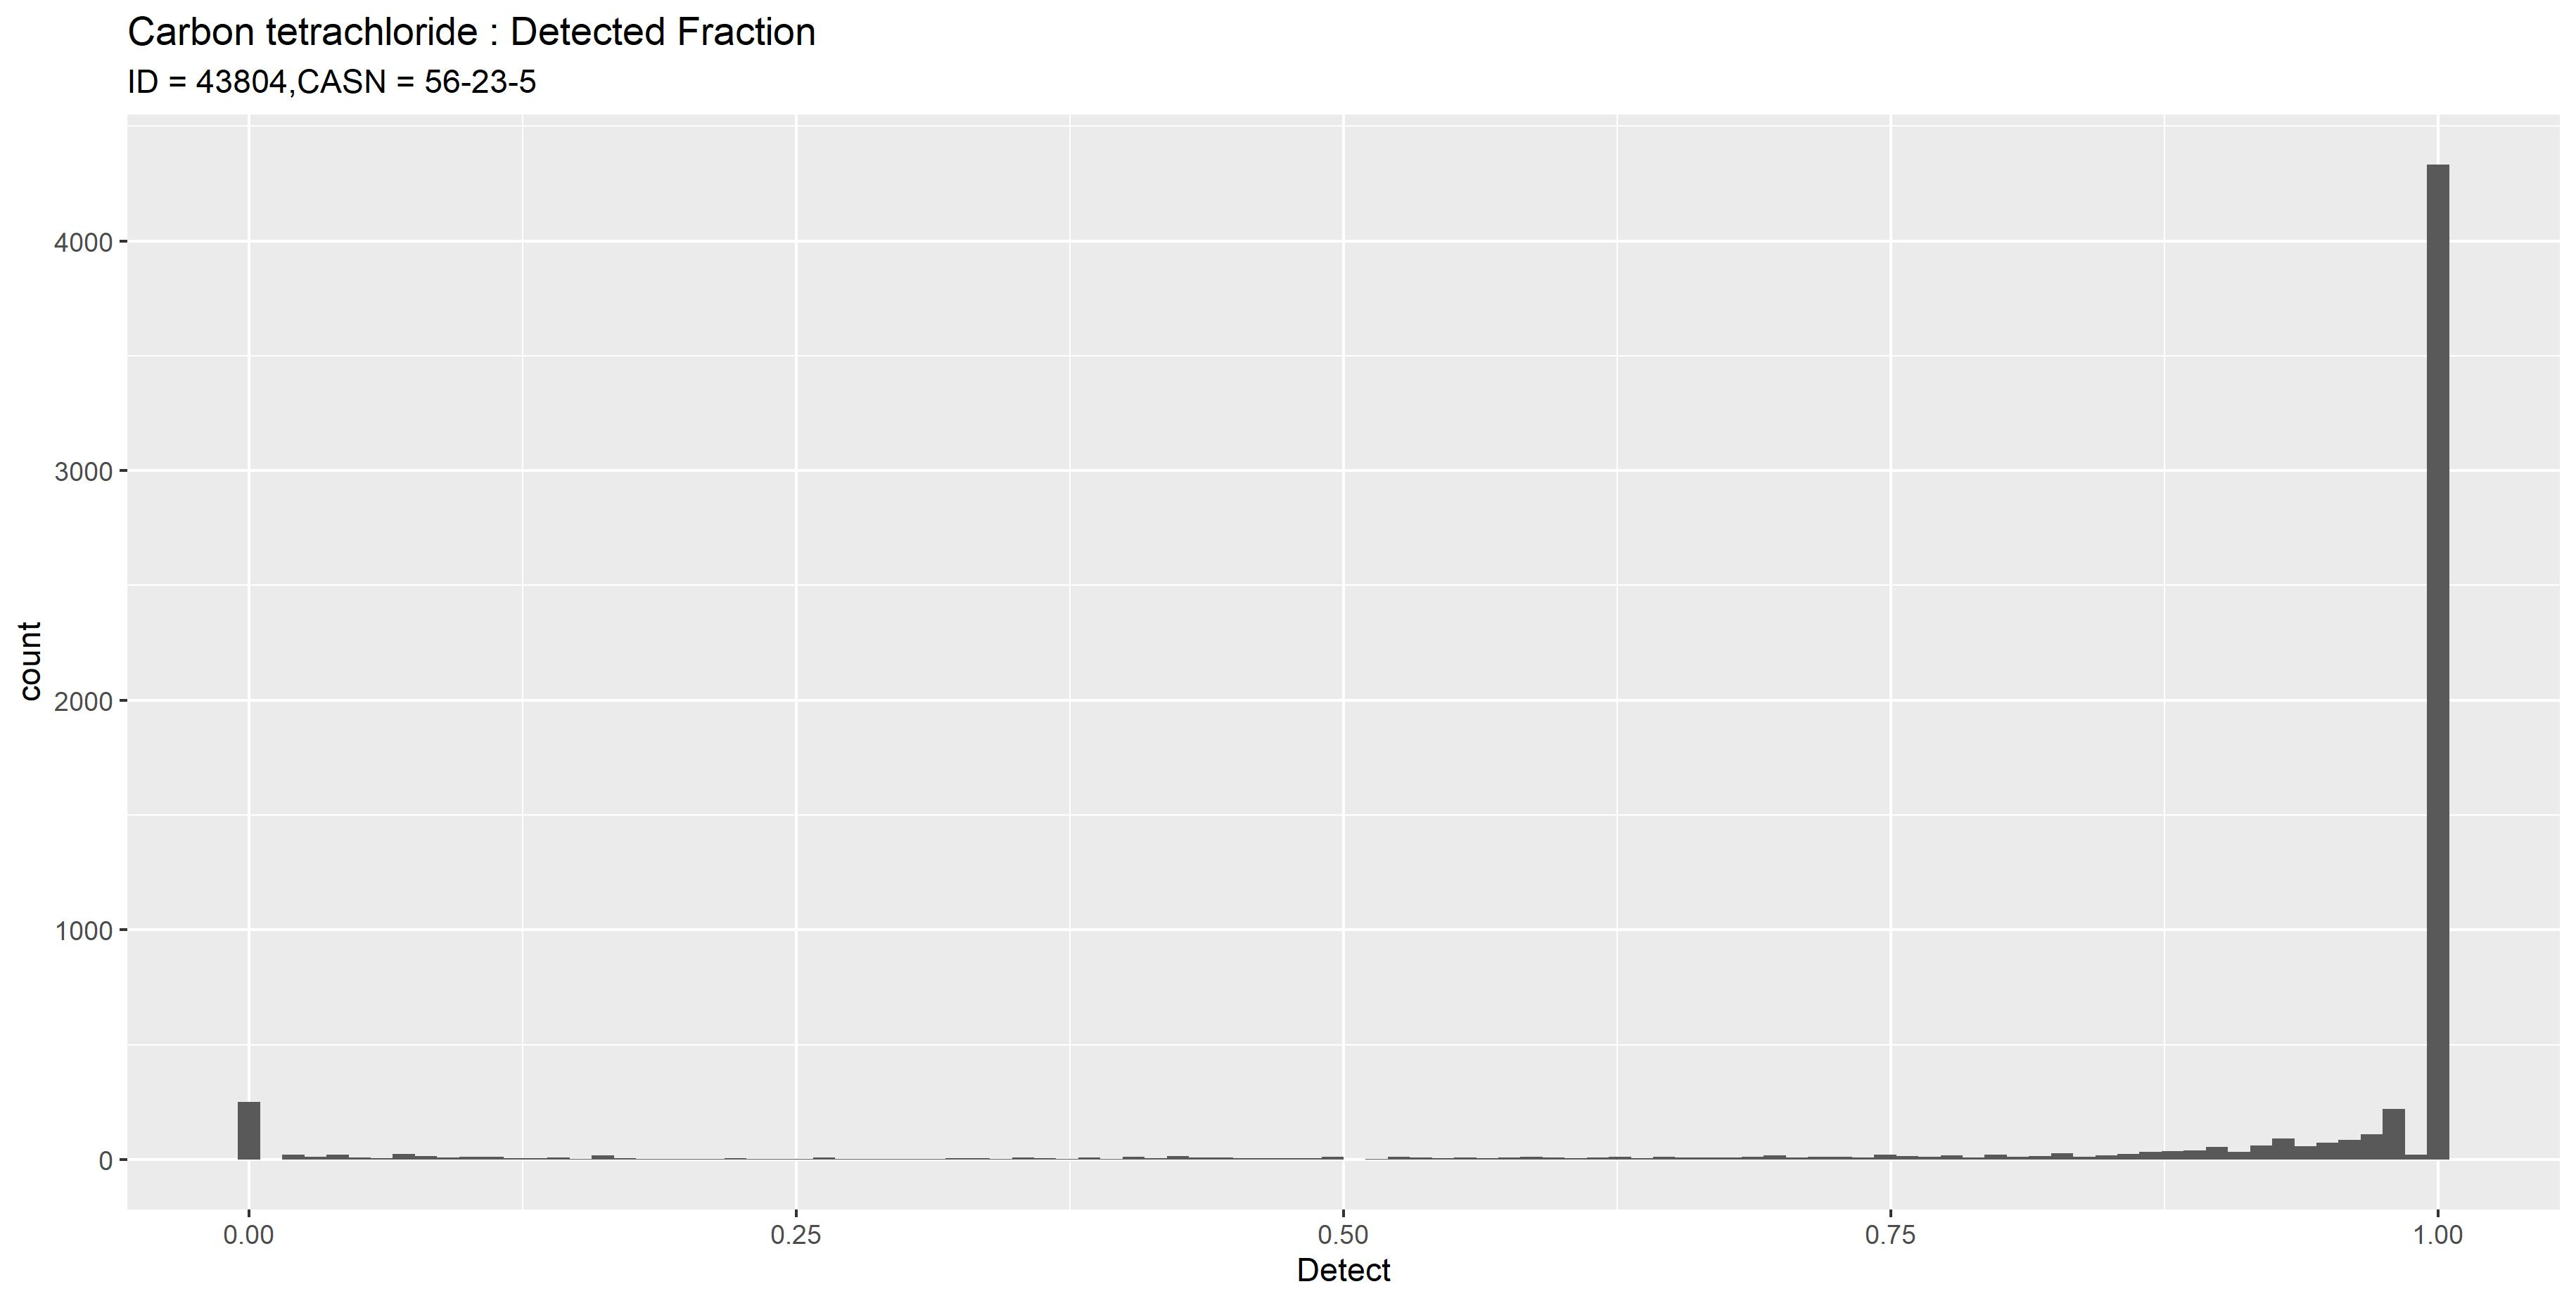 Carbon tetrachloride : Detected Fraction
ID = 43804,CASN = 56-23-5
count
4000
3000
2000
1000
0
0.00 0.25 0.50 0.75 1.00
Detect